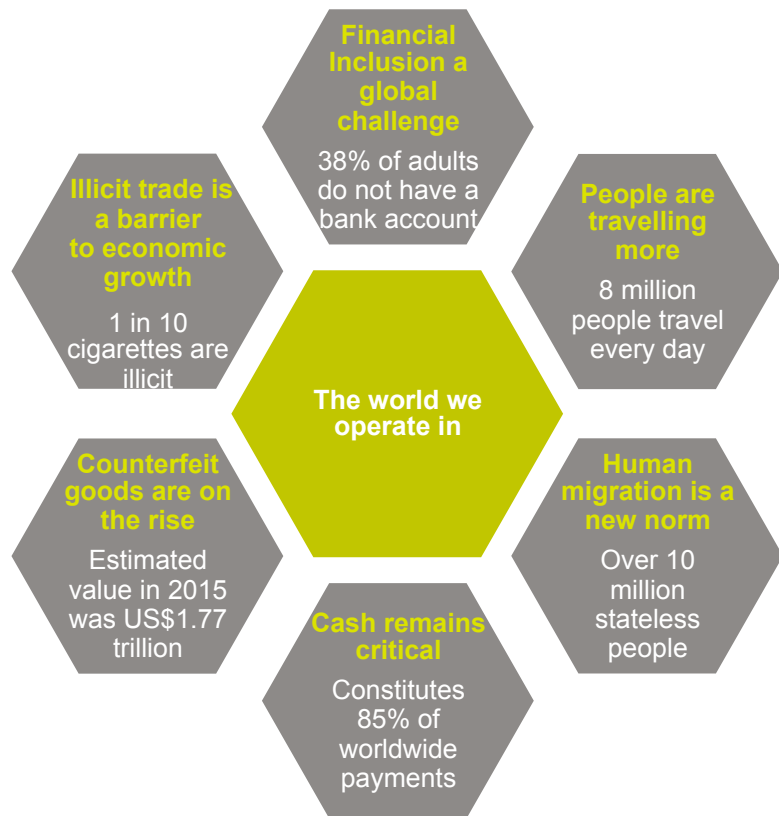 Financial
Inclusion a
global
challenge
38% of adults
do not have a
bank account
People are
travelling
more
8 million
people travel
every day
Human
migration is a
new norm
Over 10
million
stateless
people
Cash remains
critical
Constitutes
85% of
worldwide
payments
Counterfeit
goods are on
the rise
Estimated
value in 2015
was US$1.77
trillion
Illicit trade is
a barrier
to economic
growth
1 in 10
cigarettes are
illicit
The world we
operate in